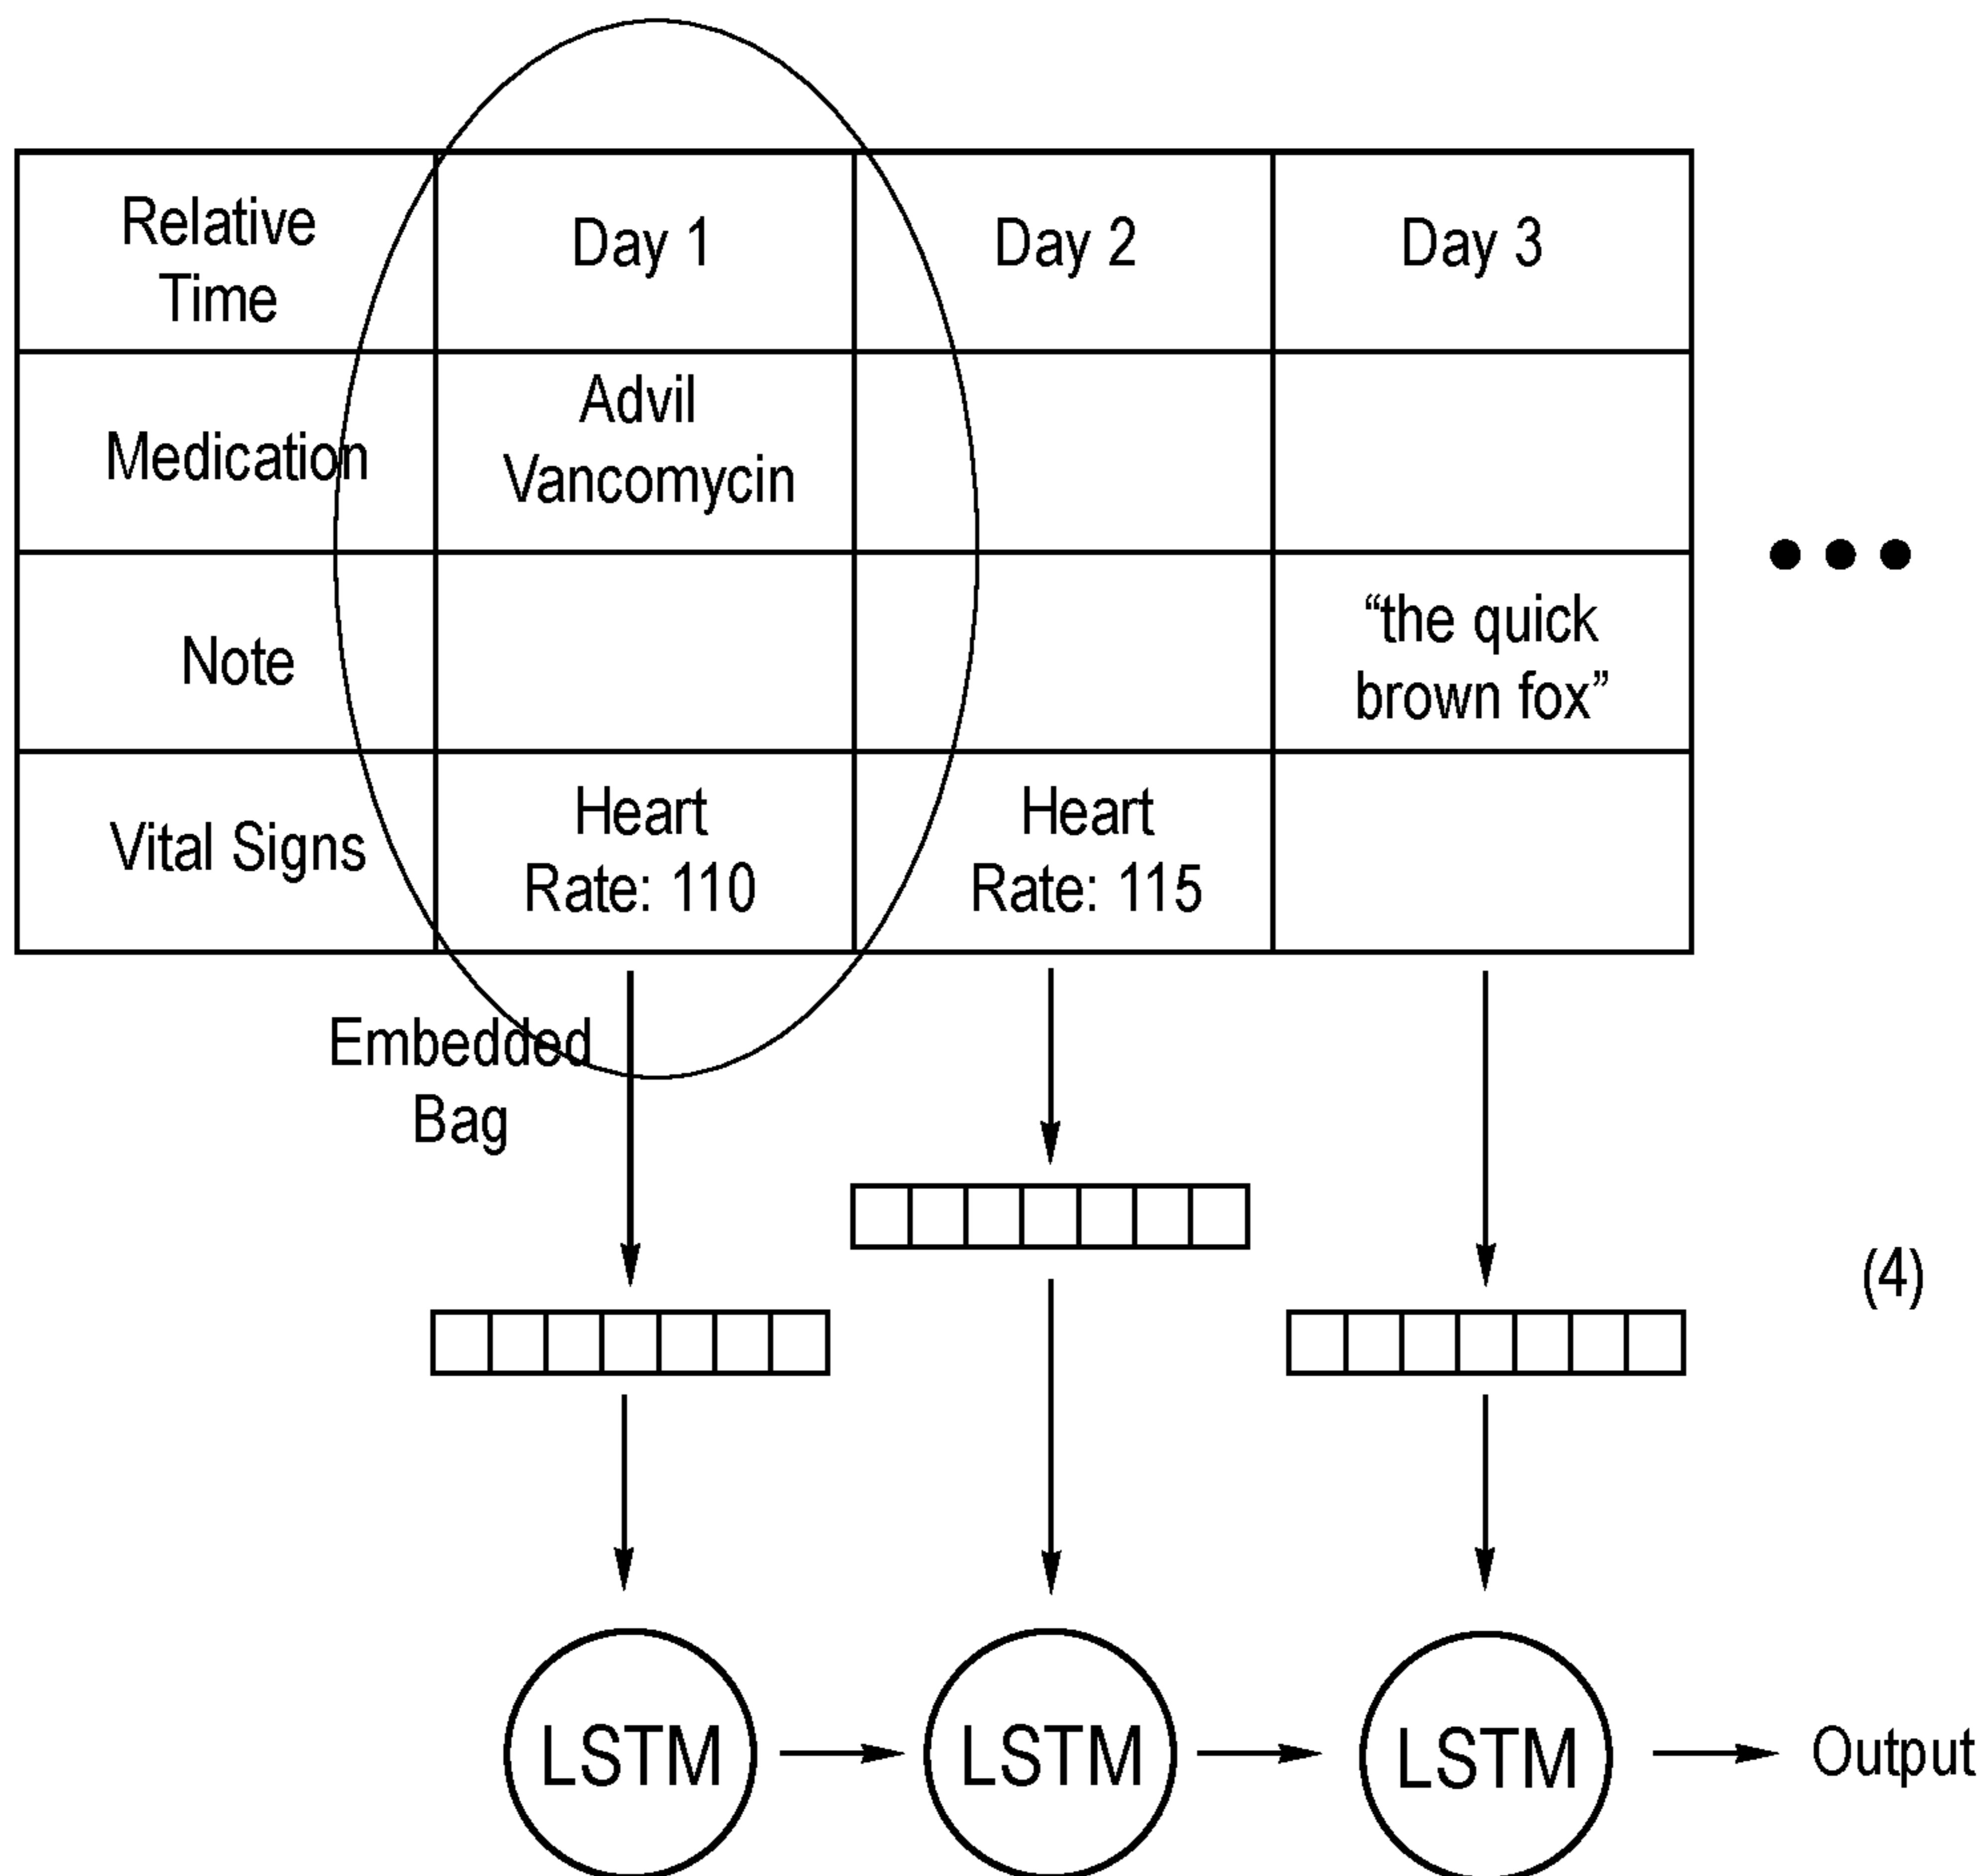 Relative
Time
Day 1
Day 2
Day 3
Medication
Advil
Vancomycin
Note
“the quick
brown fox”
Vital Signs
Heart
Rate: 110
Heart
Rate: 115
Embedded
Bag
(4)
LSTM
LSTM
LSTM
Output